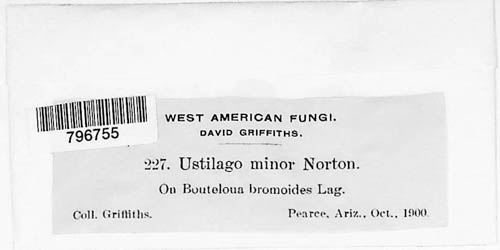 796755
WEST AMERICAN FUNGI.
DAVID GRIFFITHS.
227. Ustilago minor Norton.
On Bouteloua bromoides Lag.
Coll. Griffiths. Pearce, Ariz., Oct., 1900.